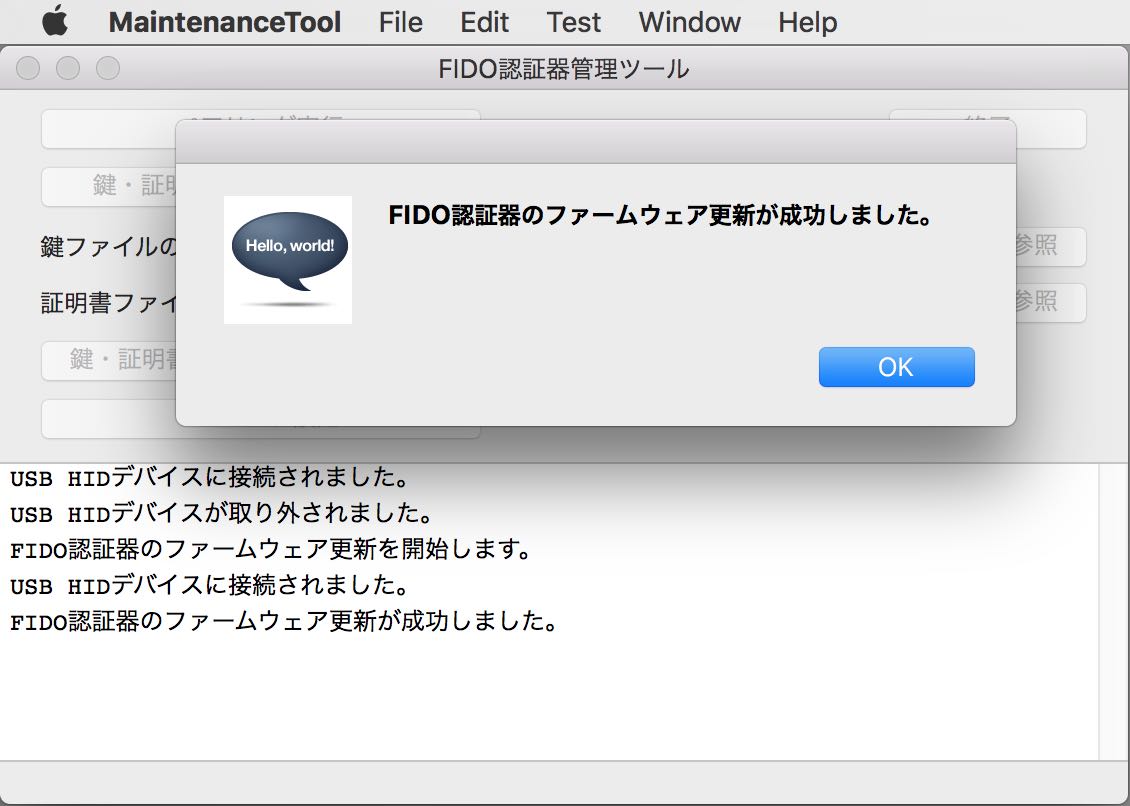 MaintenanceTool File Edit Test Window Help
FIDO認証器管理ツール
鍵・証明
鍵ファイルの
参照
証明書ファイ
参照
鍵・証明書
Hello, world!
FIDO認証器のファームウェア更新が成功しました。
OK
USB HIDデバイスに接続されました。
USB HIDデバイスが取り外されました。
FIDO認証器のファームウェア更新を開始します。
USB HIDデバイスに接続されました。
FIDO認証器のファームウェア更新が成功しました。